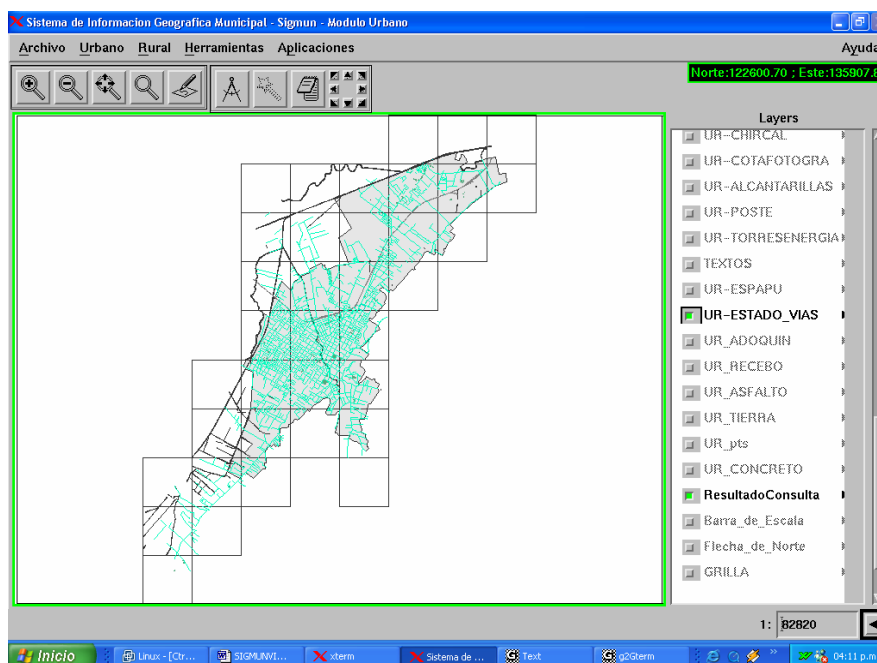 Sistema de Informacion Geografica Municipal - Sigmun - Modulo Urbano
Archivo Urbano Rural Herramientas Aplicaciones Ayuda
Norte:122600.70 ; Este:135907.8
Layers
UR-CHIRCAL
UR-COTAFOTOGRA
UR-ALCANTARILLAS
UR-POSTE
UR-TORRESENERGIA
TEXTOS
UR-ESPAPU
UR-ESTADO_VIAS
UR_ADOQUIN
UR_RECEBO
UR_ASFALTO
UR_TIERRA
UR_pts
UR_CONCRETO
ResultadoConsulta
Barra_de_Escala
Flecha_de_Norte
GRILLA
1: 82820
Inicio Linux - [Ctr... SIGMUNVI... xterm Sistema de ... Text g2Gterm » 04:11 p.m